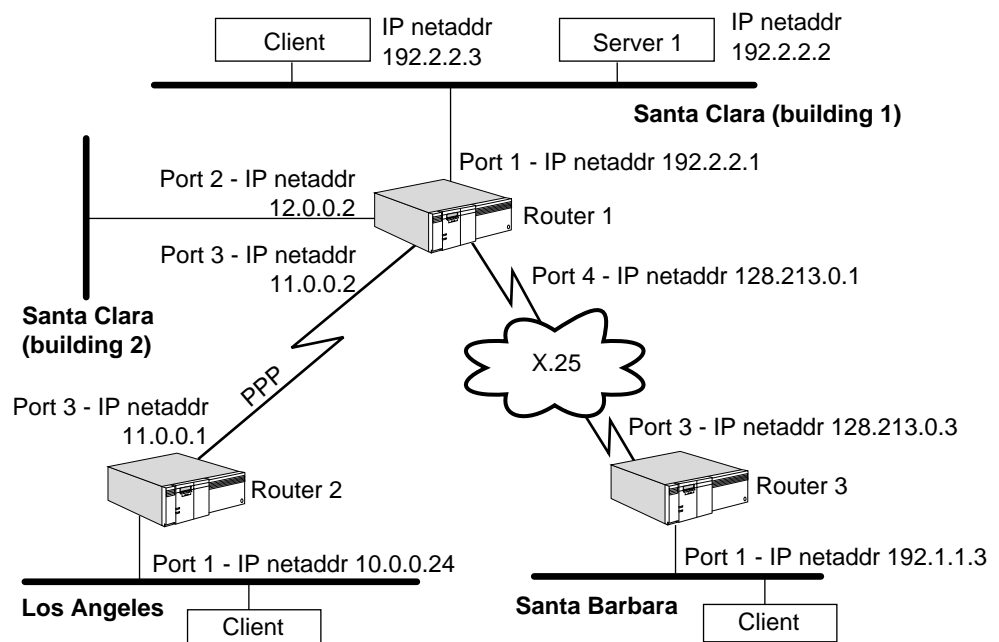 Client
IP netaddr
192.2.2.3
Server 1
IP netaddr
192.2.2.2
Santa Clara (building 1)
Port 1 - IP netaddr 192.2.2.1
Port 2 - IP netaddr
12.0.0.2
Router 1
Port 3 - IP netaddr
11.0.0.2
Port 4 - IP netaddr 128.213.0.1
Santa Clara
(building 2)
X.25
PPP
Port 3 - IP netaddr
11.0.0.1
Port 3 - IP netaddr 128.213.0.3
Router 2
Router 3
Port 1 - IP netaddr 10.0.0.24
Port 1 - IP netaddr 192.1.1.3
Los Angeles
Client
Santa Barbara
Client